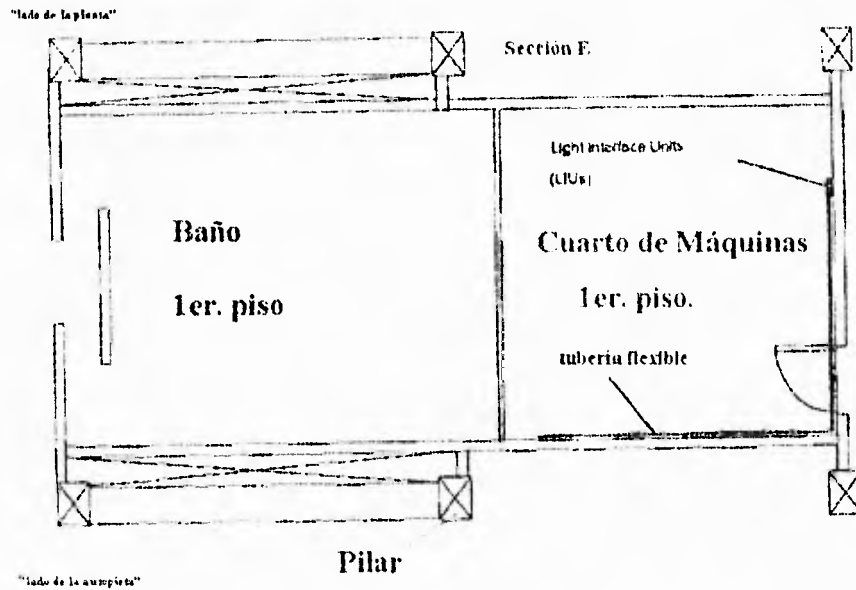 "lado de la planta"
Sección E.
Light Interface Units
(LIUs)
Baño
1er. piso
Cuarto de Máquinas
1er. piso.
tubería flexible
Pilar
"lado de la autopista"